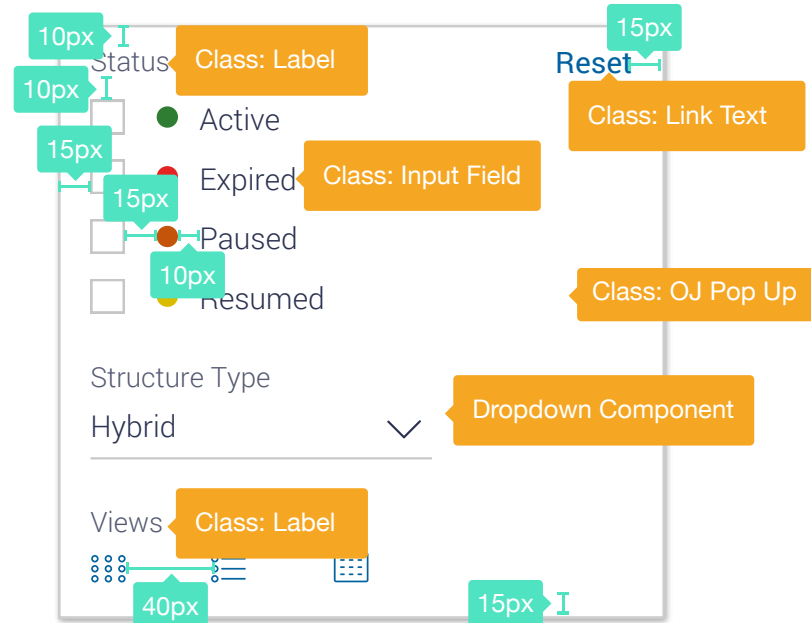 10px
15px
Status
Class: Label
Reset
10px
Class: Link Text
Active
15px
Expired
Class: Input Field
15px
Paused
10px
Class: OJ Pop Up
Resumed
Structure Type
Hybrid
Dropdown Component
Views
Class: Label
40px
15px